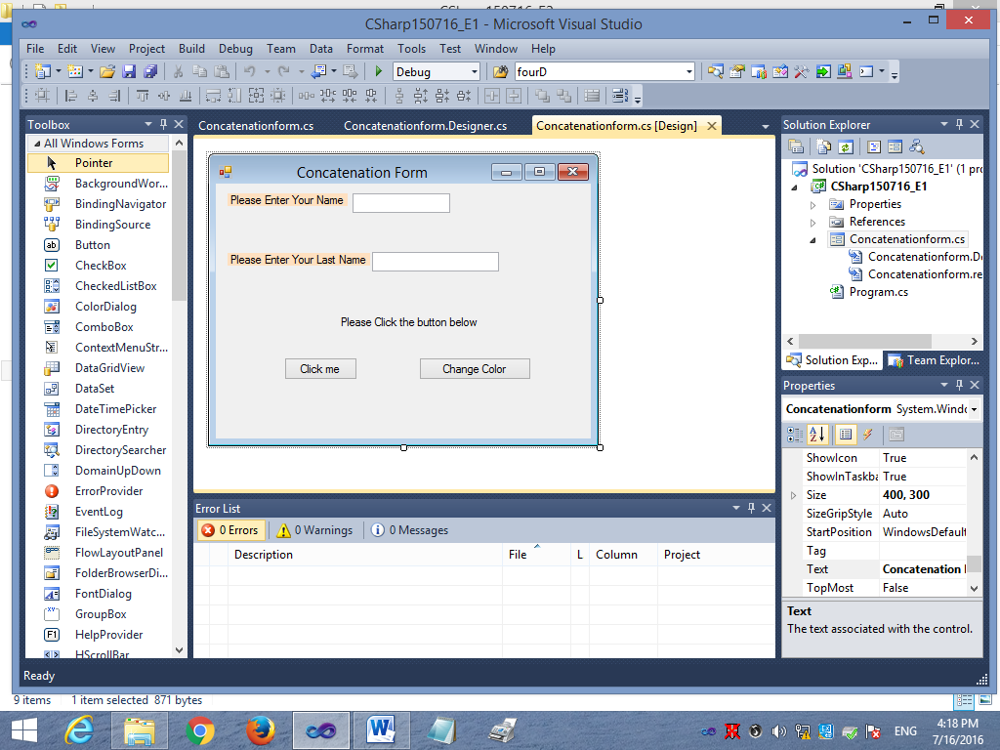 CSharp150716_E1 - Microsoft Visual Studio
File Edit View Project Build Debug Team Data Format Tools Test Window Help
Debug fourD
Toolbox
All Windows Forms
Pointer
BackgroundWor...
BindingNavigator
BindingSource
Button
CheckBox
CheckedListBox
ColorDialog
ComboBox
ContextMenuStr...
DataGridView
DataSet
DateTimePicker
DirectoryEntry
DirectorySearcher
DomainUpDown
ErrorProvider
EventLog
FileSystemWatc...
FlowLayoutPanel
FolderBrowserDi...
FontDialog
GroupBox
HelpProvider
HScrollBar
Concatenationform.cs Concatenationform.Designer.cs Concatenationform.cs [Design]
Concatenation Form
Please Enter Your Name
Please Enter Your Last Name
Please Click the button below
Click me Change Color
Error List
0 Errors 0 Warnings 0 Messages
Description File L Column Project
Solution Explorer
Solution 'CSharp150716_E1' (1 pro
CSharp150716_E1
Properties
References
Concatenationform.cs
Concatenationform.De
Concatenationform.re
Program.cs
Solution Exp... Team Explor...
Properties
Concatenationform System.Windo
ShowIcon True
ShowInTaskba True
Size 400, 300
SizeGripStyle Auto
StartPosition WindowsDefault
Tag
Text Concatenation
TopMost False
Text
The text associated with the control.
Ready
9 items 1 item selected 871 bytes
ENG
4:18 PM
7/16/2016